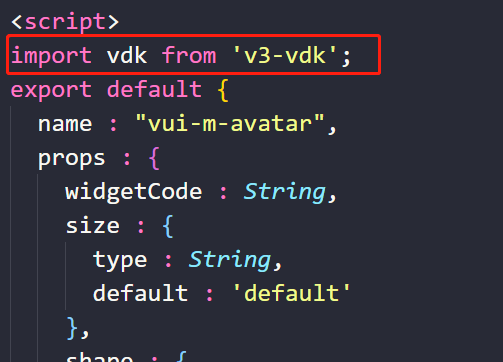 <script>
import vdk from 'v3-vdk';
export default {
name : "vui-m-avatar",
props : {
widgetCode : String,
size : {
type : String,
default : 'default'
},
shape : {